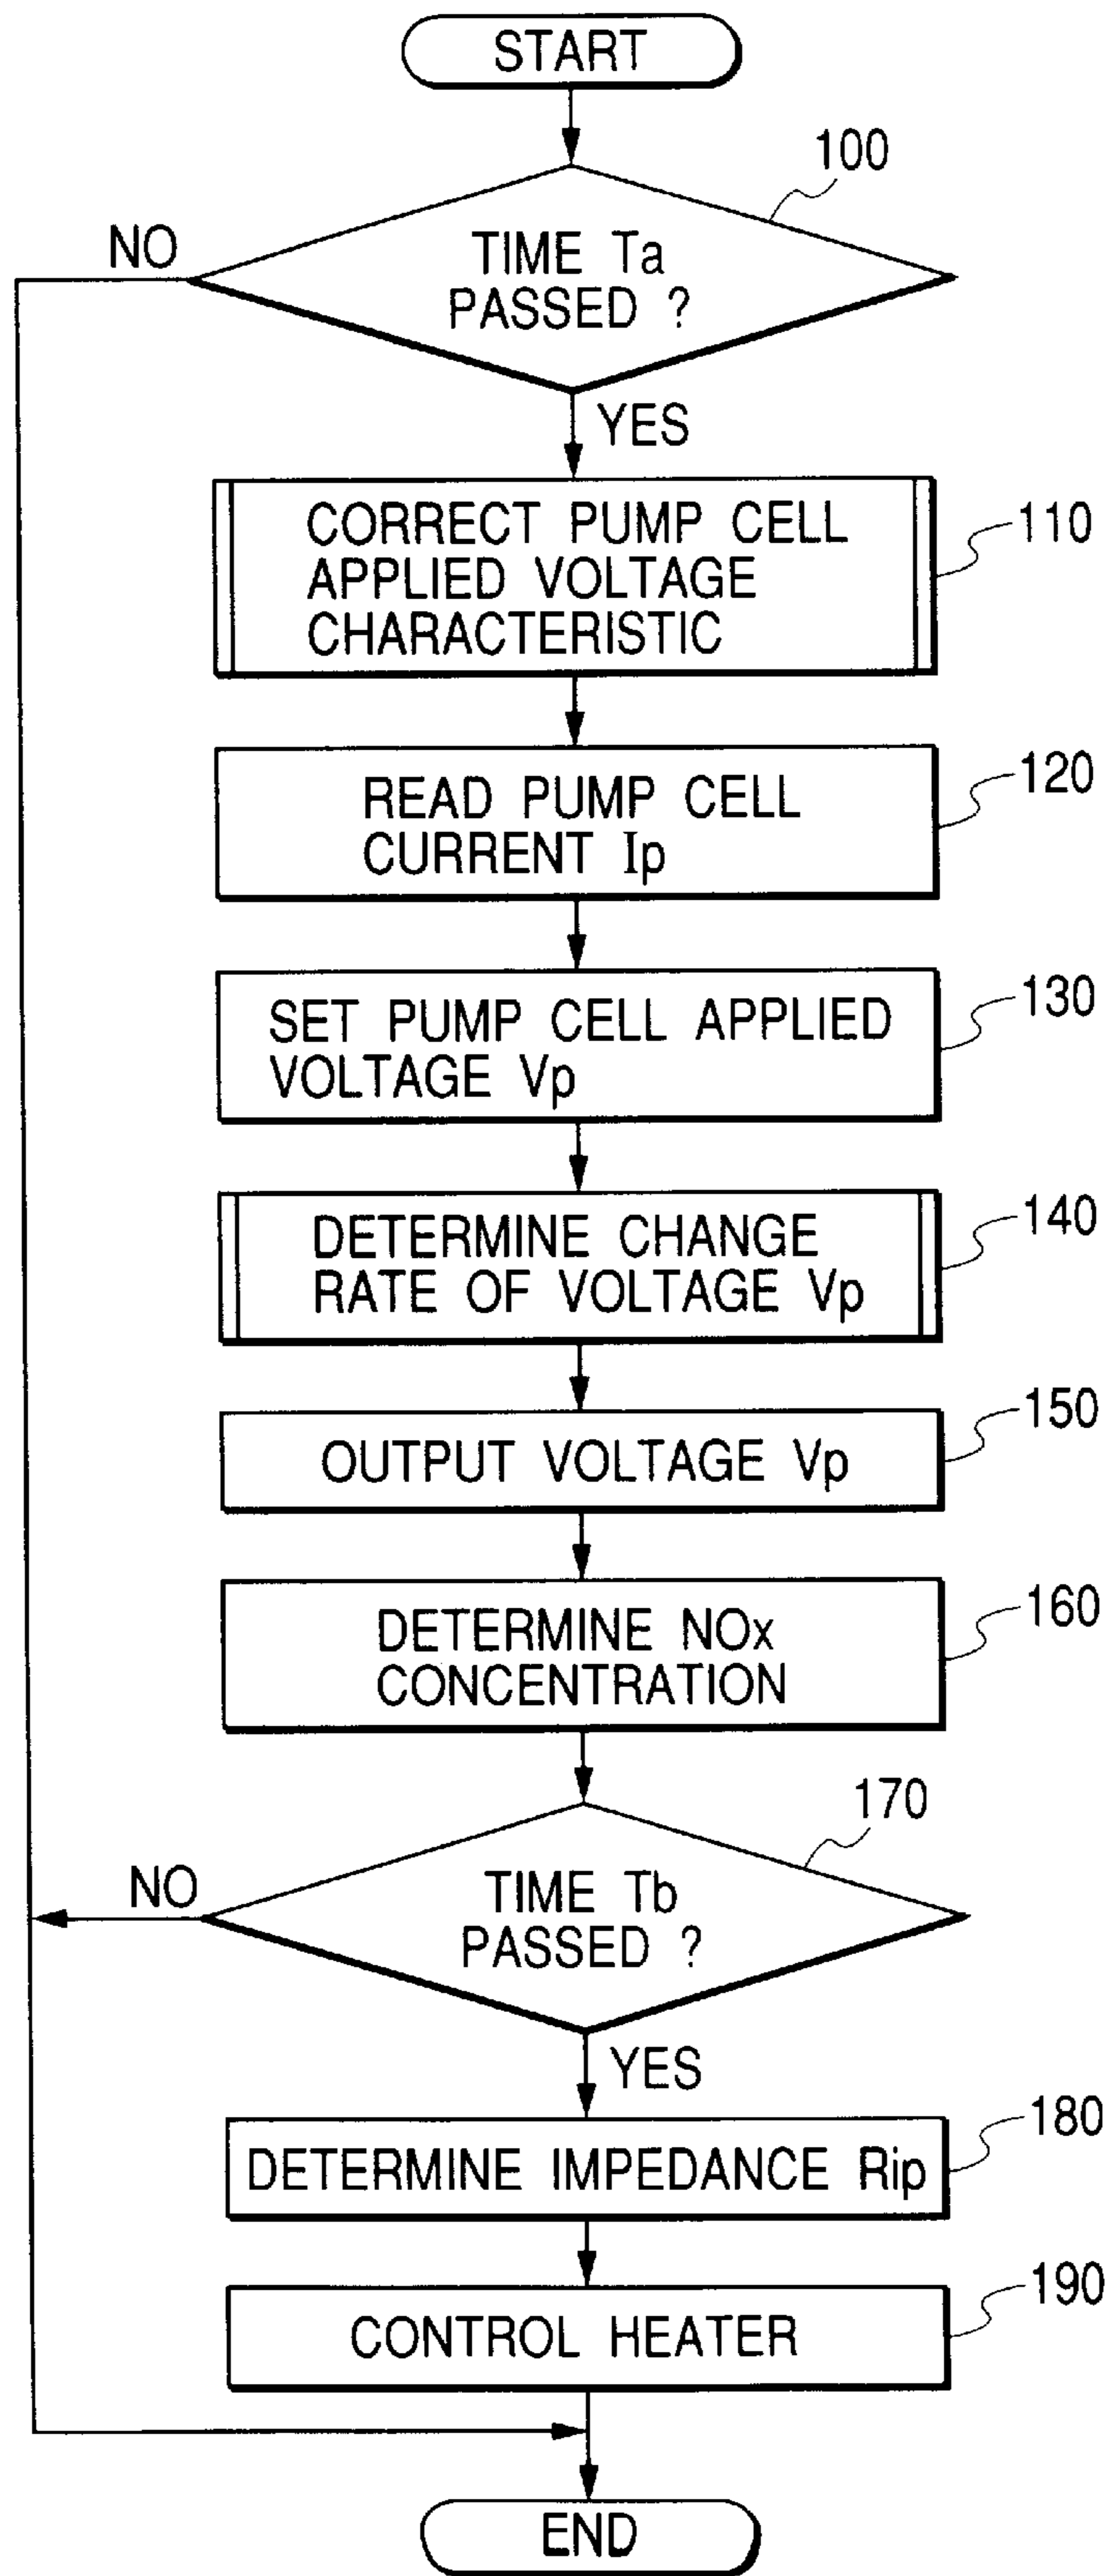 START
100
NO
TIME Ta
PASSED ?
YES
CORRECT PUMP CELL
APPLIED VOLTAGE
CHARACTERISTIC
110
READ PUMP CELL
CURRENT Ip
120
SET PUMP CELL APPLIED
VOLTAGE Vp
130
DETERMINE CHANGE
RATE OF VOLTAGE Vp
140
OUTPUT VOLTAGE Vp
150
DETERMINE NOx
CONCENTRATION
160
170
NO
TIME Tb
PASSED ?
YES
DETERMINE IMPEDANCE Rip
180
CONTROL HEATER
190
END